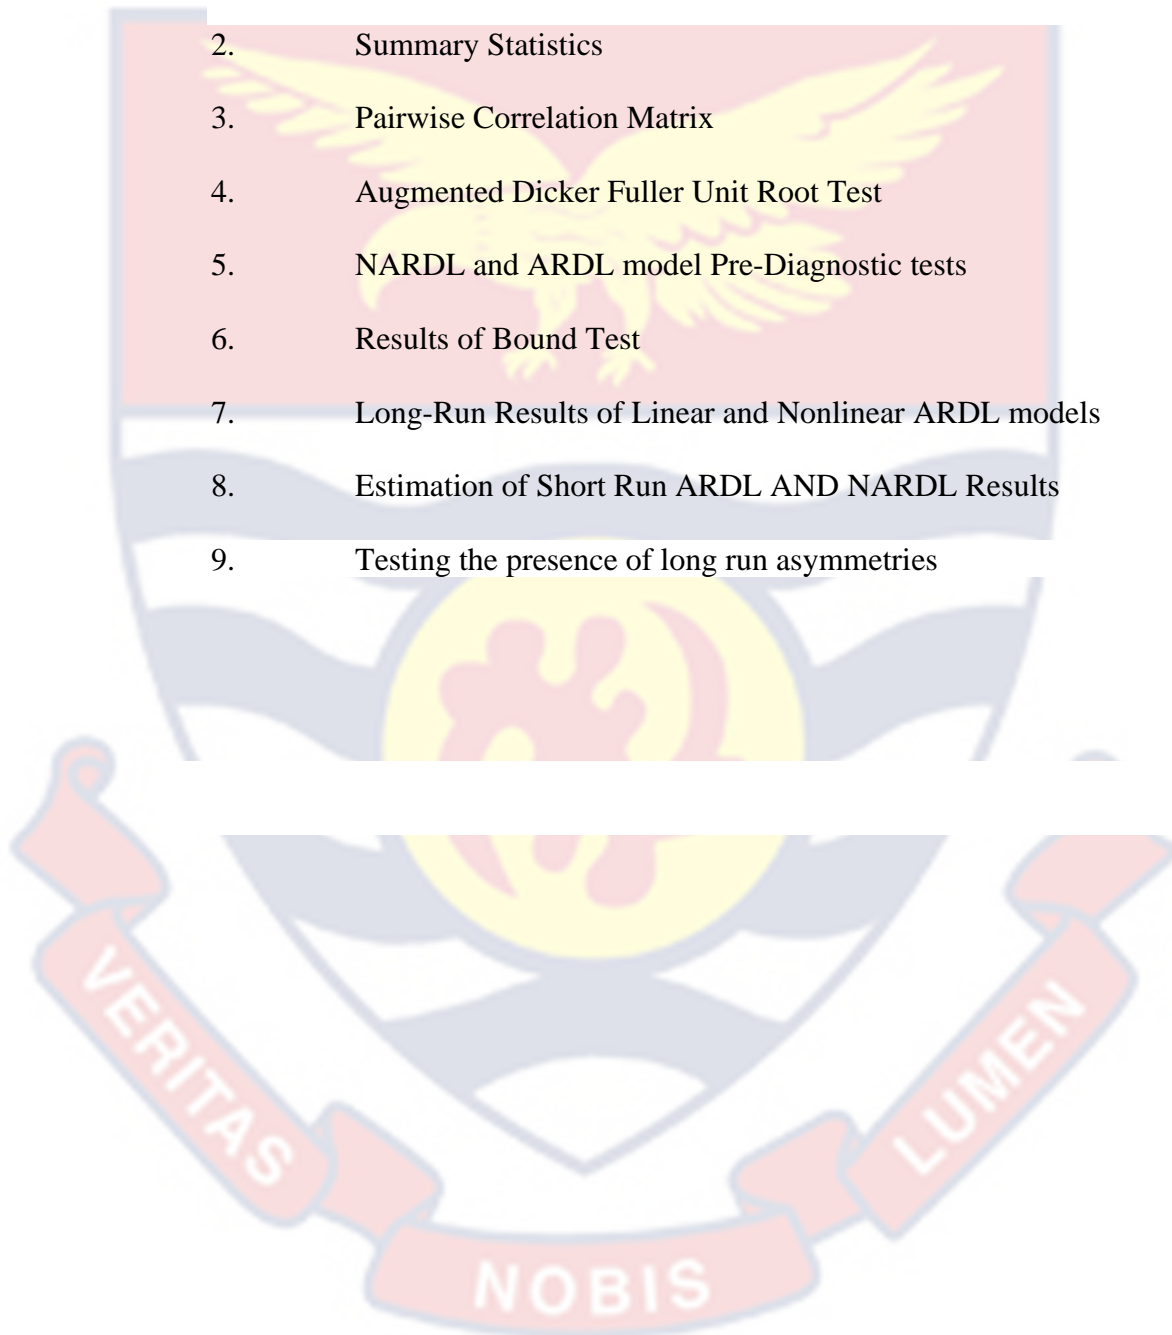 2. Summary Statistics
3. Pairwise Correlation Matrix
4. Augmented Dicker Fuller Unit Root Test
5. NARDL and ARDL model Pre-Diagnostic tests
6. Results of Bound Test
7. Long-Run Results of Linear and Nonlinear ARDL models
8. Estimation of Short Run ARDL AND NARDL Results
9. Testing the presence of long run asymmetries
VERITAS
NOBIS
LUMEN